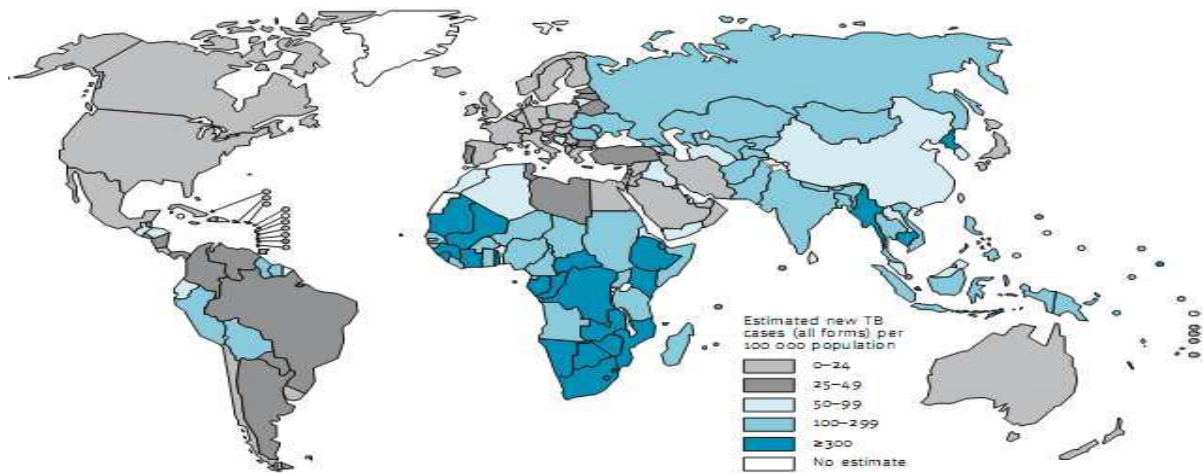 Estimated new TB
cases (all forms) per
100 000 population
0–24
25–49
50–99
100–299
≥300
No estimate